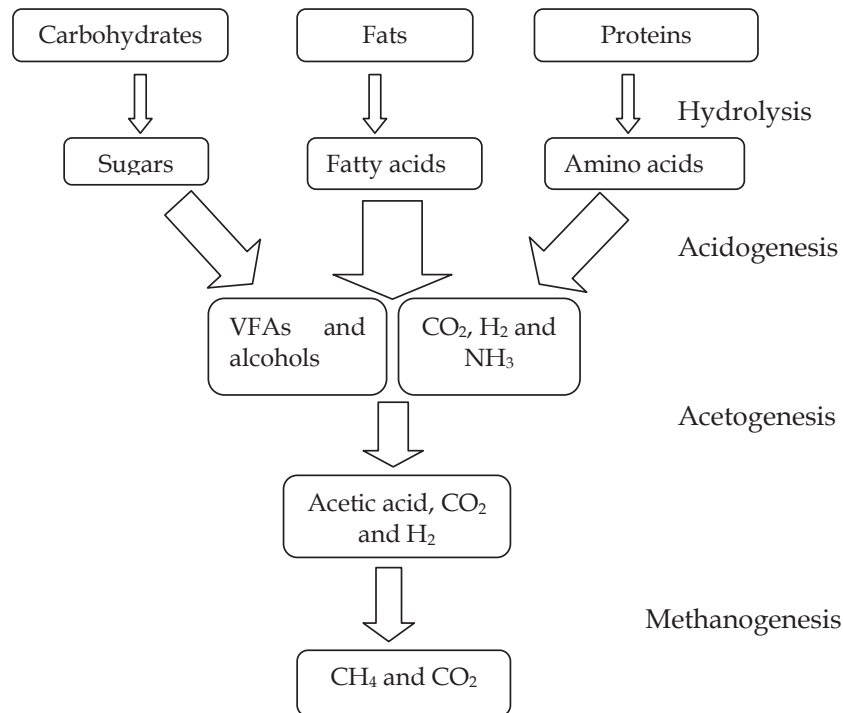 Carbohydrates
Fats
Proteins
Hydrolysis
Sugars
Fatty acids
Amino acids
Acidogenesis
VFAs and
alcohols
CO₂, H₂ and
NH₃
Acetogenesis
Acetic acid, CO₂
and H₂
Methanogenesis
CH₄ and CO₂